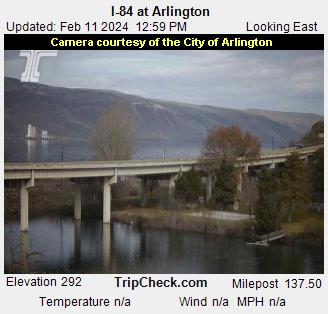 I-84 at Arlington
Updated: Feb 11 2024 12:59 PM Looking East
Camera courtesy of the City of Arlington
Elevation 292 TripCheck.com Milepost 137.50
Temperature n/a Wind n/a MPH n/a